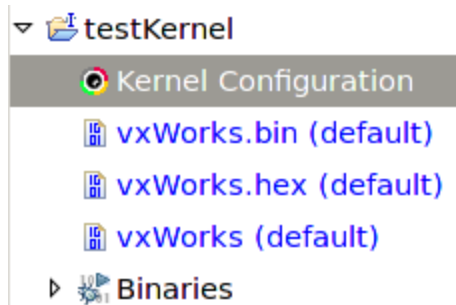 testKernel
Kernel Configuration
vxWorks.bin (default)
vxWorks.hex (default)
vxWorks (default)
Binaries